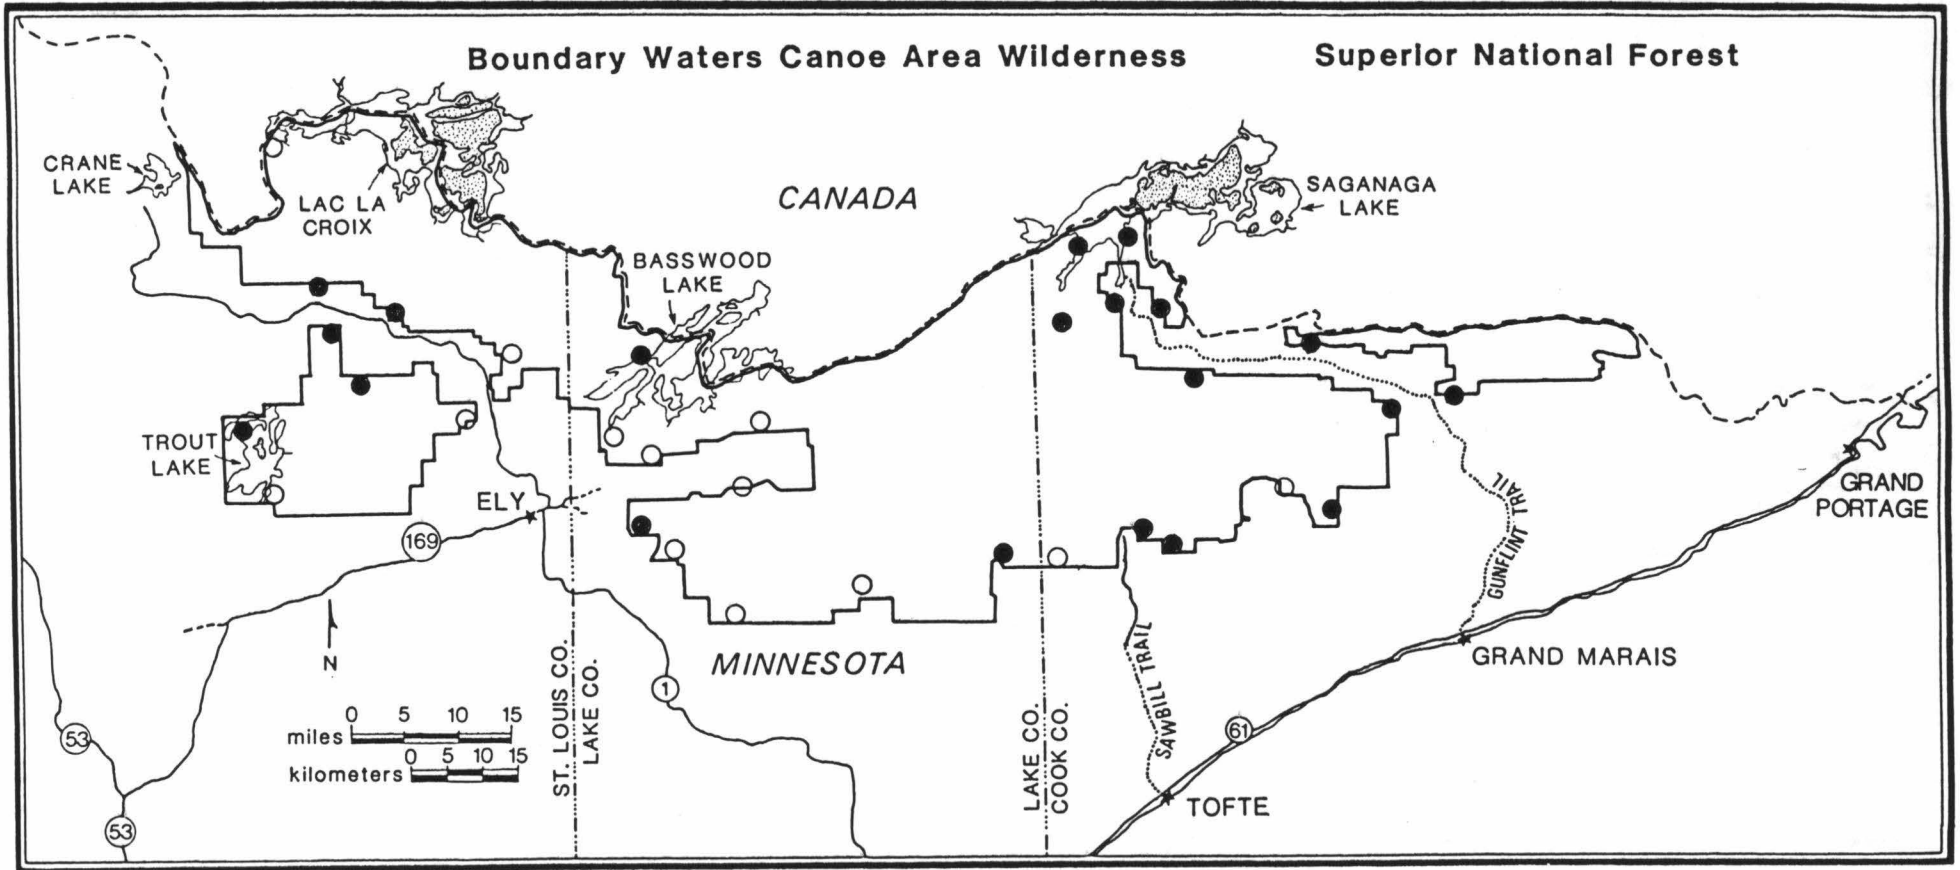 Boundary Waters Canoe Area Wilderness
Superior National Forest
CRANE
LAKE
LAC LA
CROIX
CANADA
SAGANAGA
LAKE
BASSWOOD
LAKE
TROUT
LAKE
ELY
169
GRAND
PORTAGE
GUNFLINT TRAIL
N
MINNESOTA
GRAND MARAIS
SAWBILL TRAIL
ST. LOUIS CO.
LAKE CO.
1
LAKE CO.
COOK CO.
61
0 5 10 15
miles
0 5 10 15
kilometers
53
53
TOFTE